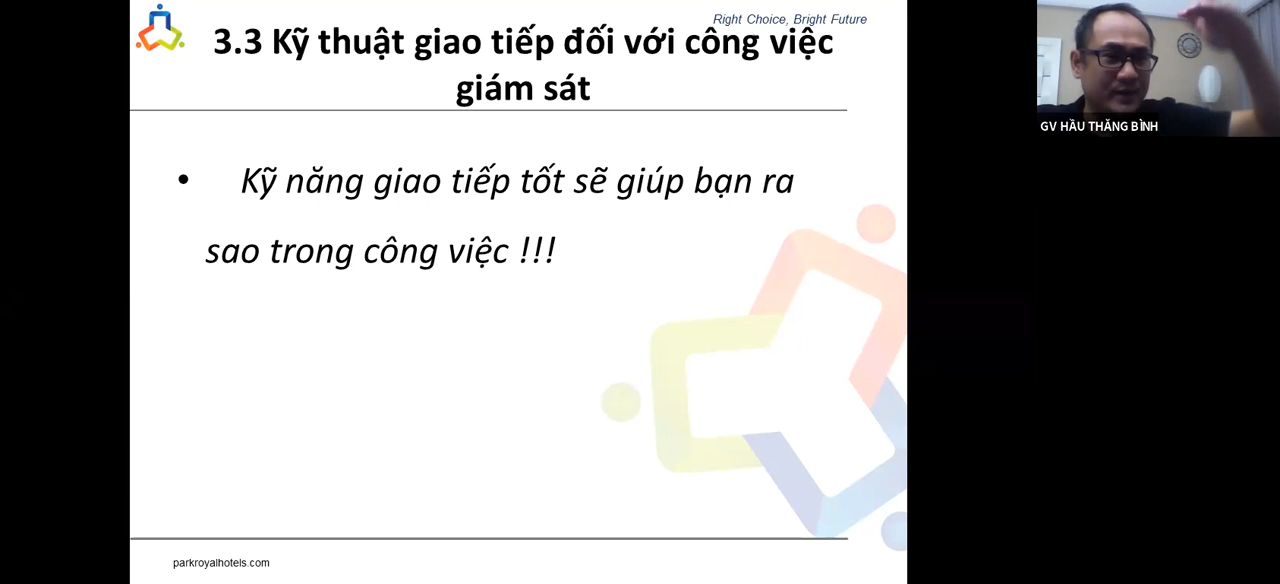 Right Choice, Bright Future
3.3 Kỹ thuật giao tiếp đối với công việc
giám sát
• Kỹ năng giao tiếp tốt sẽ giúp bạn ra
sao trong công việc !!!
parkroyalhotels.com
GV HẦU THĂNG BÌNH